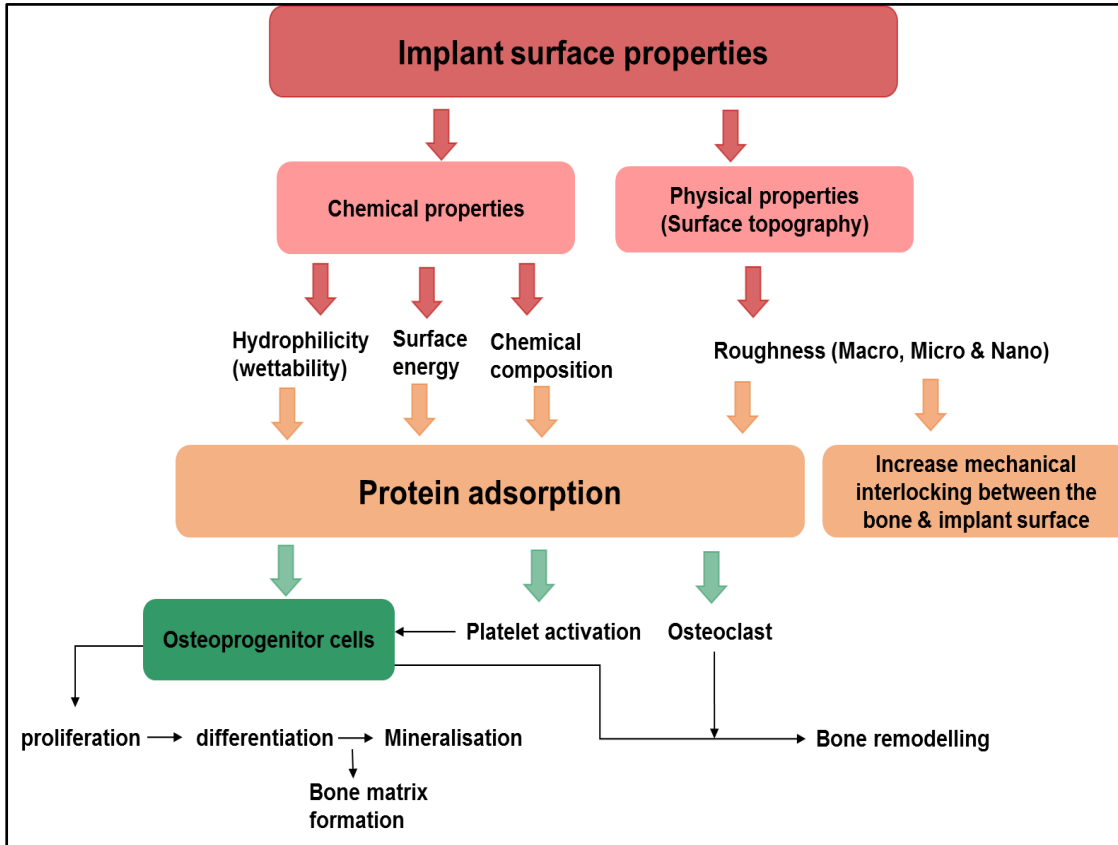 Implant surface properties
Chemical properties
Physical properties
(Surface topography)
Hydrophilicity
(wettability)
Surface
energy
Chemical
composition
Roughness (Macro, Micro & Nano)
Protein adsorption
Increase mechanical
interlocking between the
bone & implant surface
Osteoprogenitor cells
Platelet activation
Osteoclast
proliferation
differentiation
Mineralisation
Bone remodelling
Bone matrix
formation